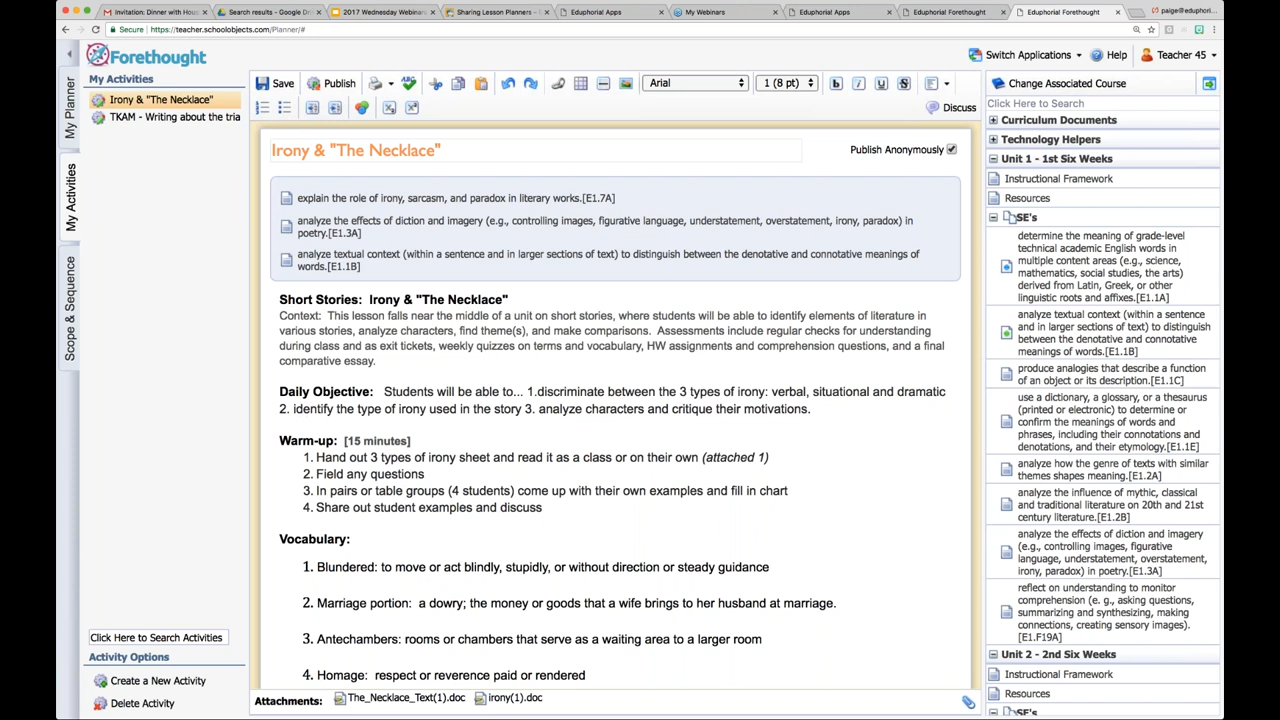 Invitation: Dinner with Hous
Search results - Google Dri
2017 Wednesday Webinars
Sharing Lesson Planners -
Eduphorial Apps
My Webinars
Eduphorial Apps
Eduphorial Forethought
Eduphorial Forethought
paige@eduphori
Secure
https://teacher.schoolobjects.com/Planner/#
Forethought
Switch Applications
Help
Teacher 45
My Planner
My Activities
Scope & Sequence
My Activities
Irony & "The Necklace"
TKAM - Writing about the tria
Click Here to Search Activities
Activity Options
Create a New Activity
Delete Activity
Save
Publish
Arial
1 (8 pt)
b
U
S
Discuss
Irony & "The Necklace"
Publish Anonymously
explain the role of irony, sarcasm, and paradox in literary works.[E1.7A]
analyze the effects of diction and imagery (e.g., controlling images, figurative language, understatement, overstatement, irony, paradox) in
poetry.[E1.3A]
analyze textual context (within a sentence and in larger sections of text) to distinguish between the denotative and connotative meanings of
words.[E1.1B]
Short Stories: Irony & "The Necklace"
Context: This lesson falls near the middle of a unit on short stories, where students will be able to identify elements of literature in
various stories, analyze characters, find theme(s), and make comparisons. Assessments include regular checks for understanding
during class and as exit tickets, weekly quizzes on terms and vocabulary, HW assignments and comprehension questions, and a final
comparative essay.
Daily Objective: Students will be able to... 1.discriminate between the 3 types of irony: verbal, situational and dramatic
2. identify the type of irony used in the story 3. analyze characters and critique their motivations.
Warm-up: [15 minutes]
1. Hand out 3 types of irony sheet and read it as a class or on their own (attached 1)
2. Field any questions
3. In pairs or table groups (4 students) come up with their own examples and fill in chart
4. Share out student examples and discuss
Vocabulary:
1. Blundered: to move or act blindly, stupidly, or without direction or steady guidance
2. Marriage portion: a dowry; the money or goods that a wife brings to her husband at marriage.
3. Antechambers: rooms or chambers that serve as a waiting area to a larger room
4. Homage: respect or reverence paid or rendered
Attachments:
The_Necklace_Text(1).doc
irony(1).doc
Change Associated Course
Click Here to Search
Curriculum Documents
Technology Helpers
Unit 1 - 1st Six Weeks
Instructional Framework
Resources
SE's
determine the meaning of grade-level
technical academic English words in
multiple content areas (e.g., science,
mathematics, social studies, the arts)
derived from Latin, Greek, or other
linguistic roots and affixes.[E1.1A]
analyze textual context (within a sentence
and in larger sections of text) to distinguish
between the denotative and connotative
meanings of words.[E1.1B]
produce analogies that describe a function
of an object or its description.[E1.1C]
use a dictionary, a glossary, or a thesaurus
(printed or electronic) to determine or
confirm the meanings of words and
phrases, including their connotations and
denotations, and their etymology.[E1.1E]
analyze how the genre of texts with similar
themes shapes meaning.[E1.2A]
analyze the influence of mythic, classical
and traditional literature on 20th and 21st
century literature.[E1.2B]
analyze the effects of diction and imagery
(e.g., controlling images, figurative
language, understatement, overstatement,
irony, paradox) in poetry.[E1.3A]
reflect on understanding to monitor
comprehension (e. g., asking questions,
summarizing and synthesizing, making
connections, creating sensory images).
[E1.F19A]
Unit 2 - 2nd Six Weeks
Instructional Framework
Resources
SE's